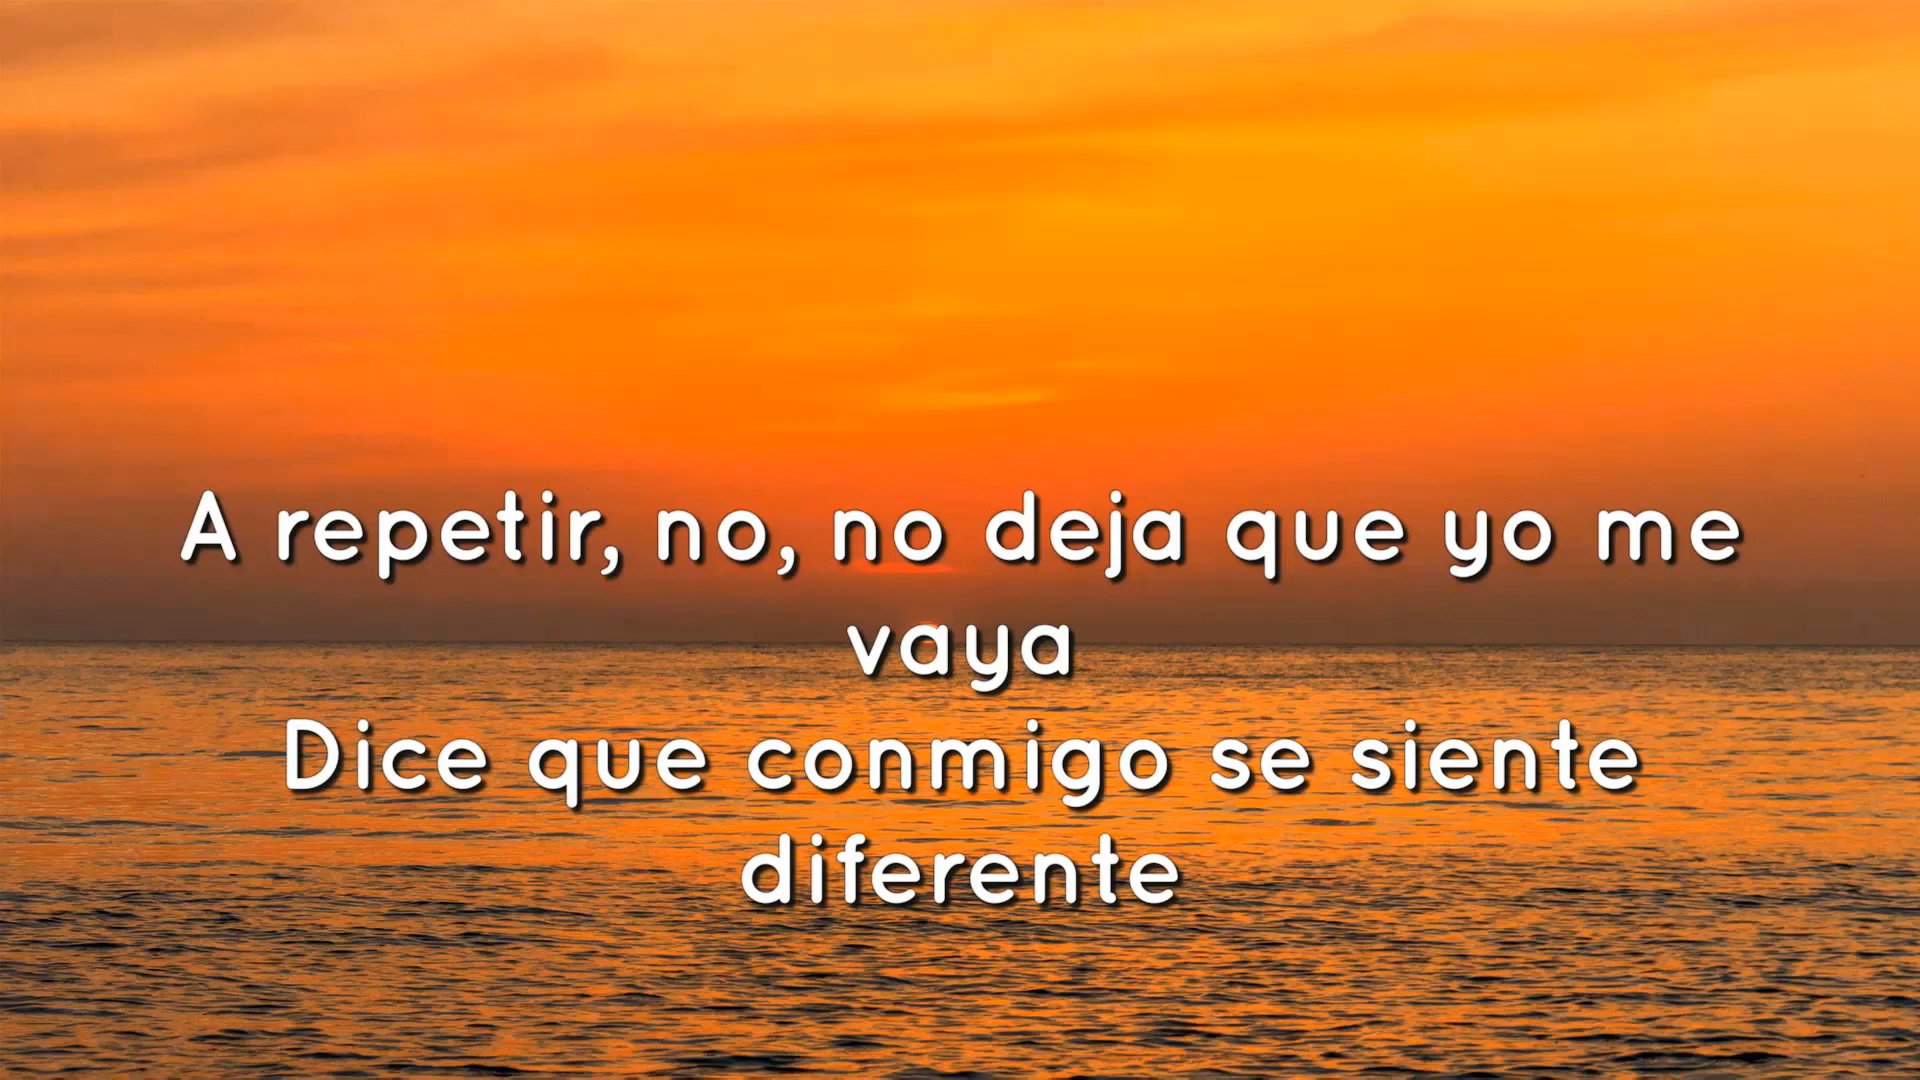 A repetir, no, no deja que yo me
vaya
Dice que conmigo se siente
diferente